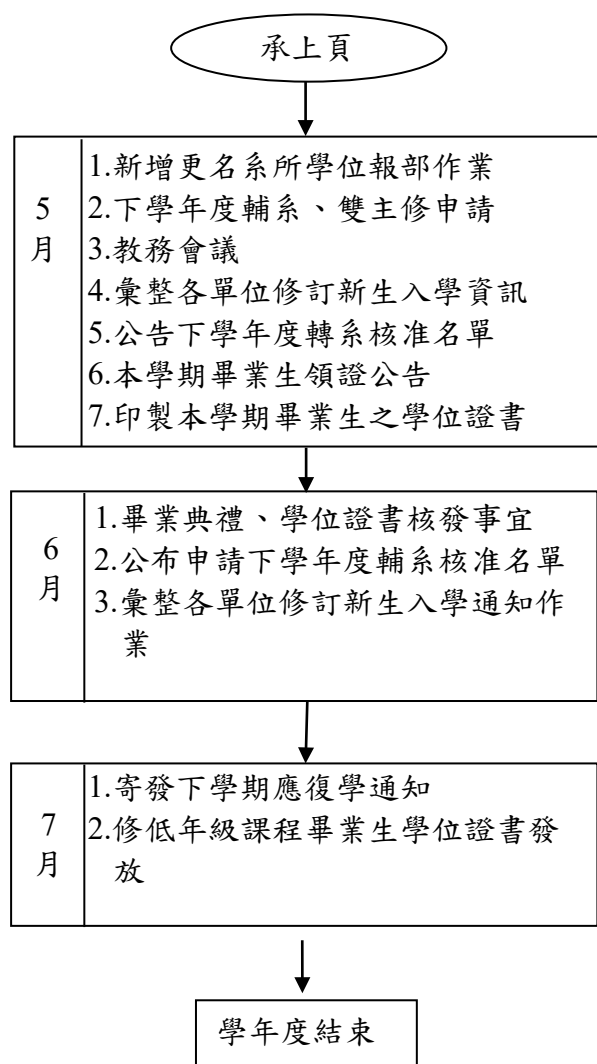 承上頁
5
月
1.新增更名系所學位報部作業
2.下學年度輔系、雙主修申請
3.教務會議
4.彙整各單位修訂新生入學資訊
5.公告下學年度轉系核准名單
6.本學期畢業生領證公告
7.印製本學期畢業生之學位證書
6
月
1.畢業典禮、學位證書核發事宜
2.公布申請下學年度輔系核准名單
3.彙整各單位修訂新生入學通知作
業
7
月
1.寄發下學期應復學通知
2.修低年級課程畢業生學位證書發
放
學年度結束